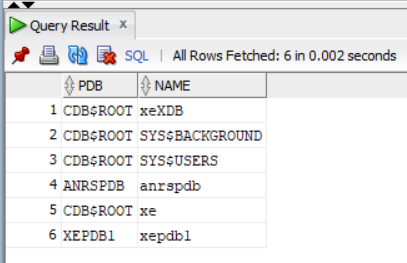 Query Result x
SQL | All Rows Fetched: 6 in 0.002 seconds
PDB NAME
1 CDB$ROOT xeXDB
2 CDB$ROOT SYS$BACKGROUND
3 CDB$ROOT SYS$USERS
4 ANRSPDB anrspdb
5 CDB$ROOT xe
6 XEPDB1 xepdb1